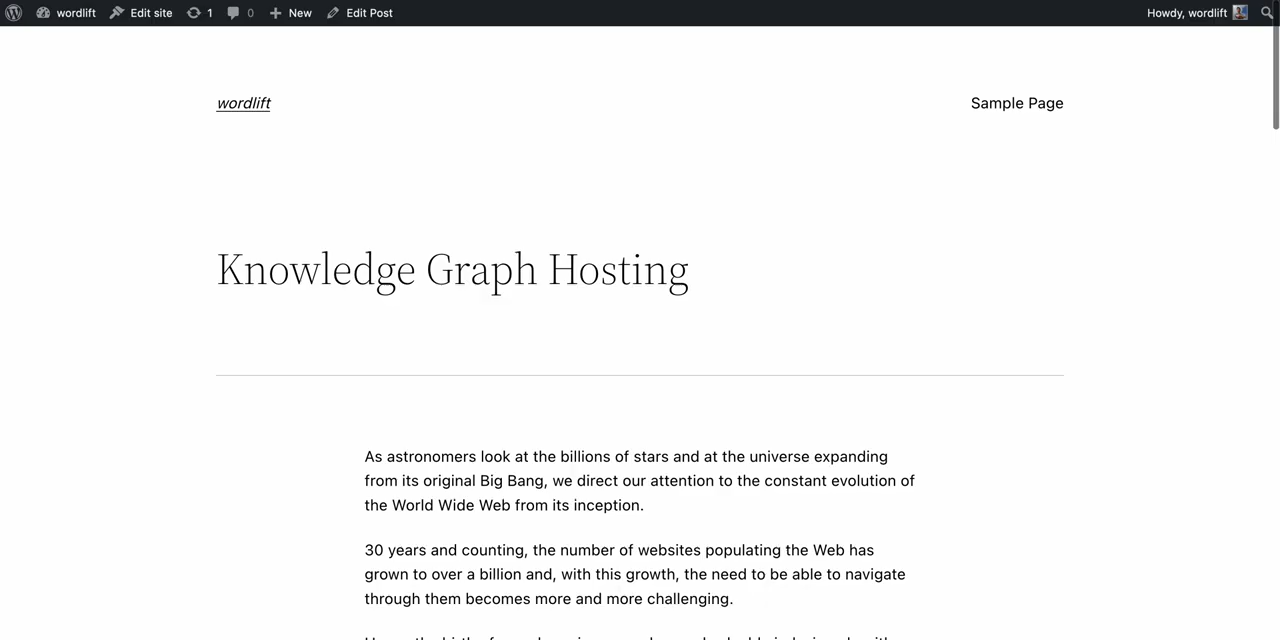 wordlift Edit site 1 0 New Edit Post Howdy, wordlift
wordlift Sample Page
Knowledge Graph Hosting
As astronomers look at the billions of stars and at the universe expanding
from its original Big Bang, we direct our attention to the constant evolution of
the World Wide Web from its inception.
30 years and counting, the number of websites populating the Web has
grown to over a billion and, with this growth, the need to be able to navigate
through them becomes more and more challenging.